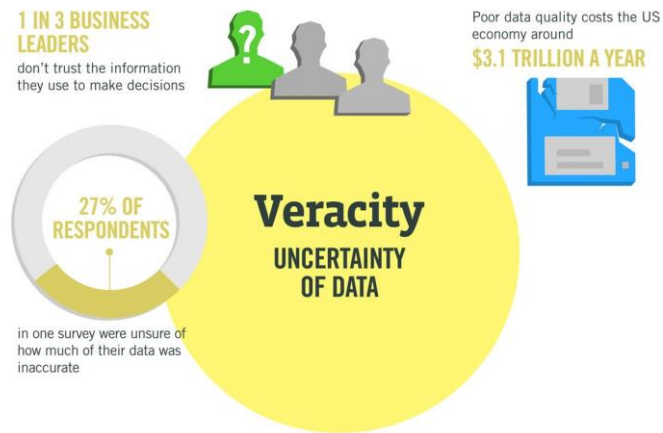 1 IN 3 BUSINESS
LEADERS
don't trust the information
they use to make decisions
?
Poor data quality costs the US
economy around
$3.1 TRILLION A YEAR
27% OF
RESPONDENTS
in one survey were unsure of
how much of their data was
inaccurate
Veracity
UNCERTAINTY
OF DATA